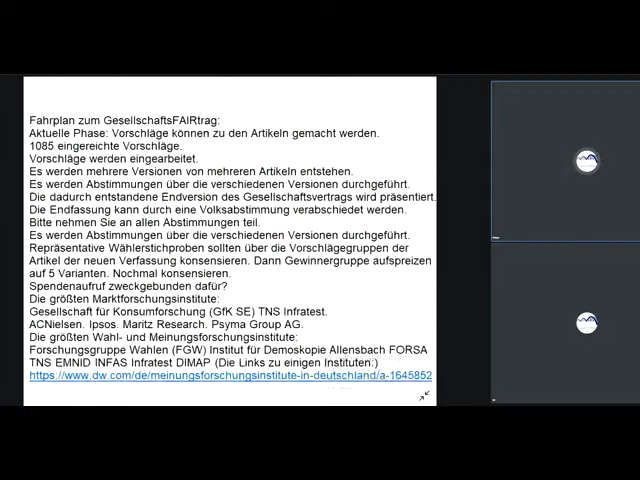 Fahrplan zum GesellschaftsFAIRtrag:
Aktuelle Phase: Vorschläge können zu den Artikeln gemacht werden.
1085 eingereichte Vorschläge.
Vorschläge werden eingearbeitet.
Es werden mehrere Versionen von mehreren Artikeln entstehen.
Es werden Abstimmungen über die verschiedenen Versionen durchgeführt.
Die dadurch entstandene Endversion des Gesellschaftsvertrags wird präsentiert.
Die Endfassung kann durch eine Volksabstimmung verabschiedet werden.
Bitte nehmen Sie an allen Abstimmungen teil.
Es werden Abstimmungen über die verschiedenen Versionen durchgeführt.
Repräsentative Wählerstichproben sollten über die Vorschlägegruppen der
Artikel der neuen Verfassung konsensieren. Dann Gewinnergruppe aufspreizen
auf 5 Varianten. Nochmal konsensieren.
Spendenaufruf zweckgebunden dafür?
Die größten Marktforschungsinstitute:
Gesellschaft für Konsumforschung (GfK SE) TNS Infratest.
ACNielsen. Ipsos. Maritz Research. Psyma Group AG.
Die größten Wahl- und Meinungsforschungsinstitute:
Forschungsgruppe Wahlen (FGW) Institut für Demoskopie Allensbach FORSA
TNS EMNID INFAS Infratest DIMAP (Die Links zu einigen Instituten:)
https://www.dw.com/de/meinungsforschungsinstitute-in-deutschland/a-1645852